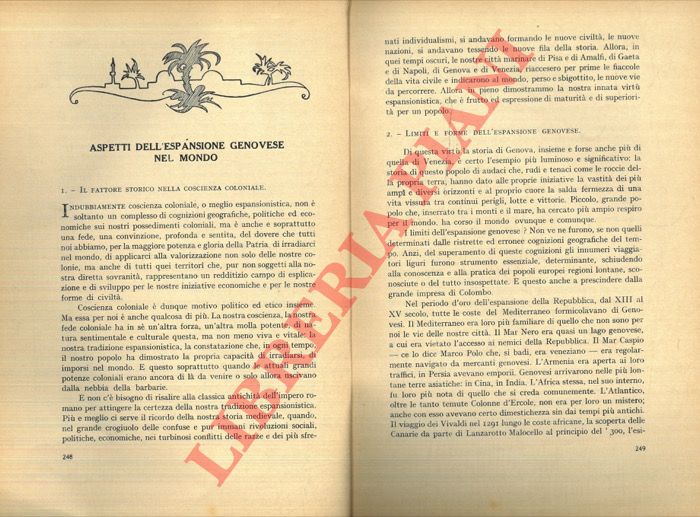 ASPETTI DELL'ESPANSIONE GENOVESE
NEL MONDO
1. - IL FATTORE STORICO NELLA COSCIENZA COLONIALE.
INDUBBIAMENTE coscienza coloniale, o meglio espansionistica, non è
soltanto un complesso di cognizioni geografiche, politiche ed eco-
nomiche sui nostri possedimenti coloniali, ma è anche e soprattutto
una fede, una convinzione, profonda e sentita, del dovere che tutti
noi abbiamo, per la maggiore potenza e gloria della Patria di irradiarci
nel mondo, di applicarci alla valorizzazione non solo delle nostre co-
lonie, ma anche di tutti quei territori che, pur non soggetti alla no-
stra diretta sovranità, rappresentano un redditizio campo di esplica-
zione e di sviluppo per le nostre iniziative economiche e per le nostre
forme di civiltà.
Coscienza coloniale è dunque motivo politico ed etico insieme.
Ma essa per noi è anche qualcosa di più. La nostra coscienza, la nostra
fede coloniale ha in sè un'altra forza, un'altra molla potente di na-
tura sentimentale e culturale questa, ma non meno viva e vitale: la
nostra tradizione espansionistica, la constatazione che, in ogni tempo,
il nostro popolo ha dimostrato la propria capacità di irradiarsi, di
imporsi nel mondo. E questo soprattutto quando le altre grandi
potenze coloniali erano ancora di là da venire o solo allora uscivano
dalla nebbia della barbarie.
E non c'è bisogno di risalire alla classica antichità dell'impero ro-
mano per attingere la certezza della nostra tradizione espansionistica.
Più e meglio ci serve il ricordo della nostra storia medievale, quando,
nel grande crogiuolo delle confuse e pur feconde rivoluzioni sociali,
politiche, economiche, nei turbinosi conflitti delle razze e dei più sfre-
248
nati individualismi, si andavano formando le nuove civiltà, le nuove
nazioni, si andavano tessendo le nuove fila della storia. Allora, in
quei tempi oscuri, le nostre città marinare di Pisa e di Amalfi, di Gaeta
e di Napoli, di Genova e di Venezia, riaccesero per prime le fiaccole
della vita civile e indicarono al mondo, perso e sbigottito, le nuove vie
da percorrere. Allora in pieno dimostrammo la nostra innata virtù
espansionistica, che è frutto ed espressione di maturità e di superiori-
tà per un popolo.
2. - LIMITI E FORME DELL'ESPANSIONE GENOVESE.
Di questa virtù la storia di Genova, insieme e forse anche più di
quella di Venezia, è certo l'esempio più luminoso e significativo: la
storia di questo popolo di audaci che, rudi e tenaci come le roccie del-
la propria terra, hanno dato alle proprie iniziative la vastità dei più
ampî e diversi orizzonti e al proprio cuore la salda fermezza di una
vita vissuta tra continui perigli, lotte e vittorie. Piccolo, grande po-
polo che, inserrato tra i monti e il mare, ha cercato più ampio respiro
per il mondo, ha corso il mondo ovunque e comunque.
I limiti dell'espansione genovese? Non ve ne furono, se non quelli
determinati dalle ristrette ed erronee cognizioni geografiche del tem-
po. Anzi, del superamento di queste cognizioni gli innumeri viaggia-
tori liguri furono strumento essenziale, determinante, schiudendo
alla conoscenza e alla pratica dei popoli europei regioni lontane, sco-
nosciute o del tutto insospettate. E questo anche a prescindere dalla
grande impresa di Colombo.
Nel periodo d'oro dell'espansione della Repubblica, dal XIII al
XV secolo, tutte le coste del Mediterraneo formicolavano di Geno-
vesi. Il Mediterraneo era loro più familiare di quello che non sono per
noi le vie delle nostre città. Il Mar Nero era quasi un lago genovese,
a cui era vietato l'accesso ai nemici della Repubblica. Il Mar Caspio
— ce lo dice Marco Polo che, si badi, era veneziano — era regolar-
mente navigato da mercanti genovesi. L'Armenia era aperta ai loro
traffici, in Persia avevano emporii. Genovesi arrivarono nelle più lon-
tane terre asiatiche: in Cina, in India. L'Africa stessa, nel suo interno,
fu loro più nota di quello che si creda comunemente. L'Atlantico,
oltre le tanto temute Colonne d'Ercole, non era per loro un mistero;
anche con esso avevano certo dimestichezza sin dai tempi antichi.
Il viaggio dei Vivaldi nel 1291 lungo le coste africane, la scoperta delle
Canarie da parte di Lanzarotto Malocello al principio del '300, l'esi-
249
LIBRERIA PIANI